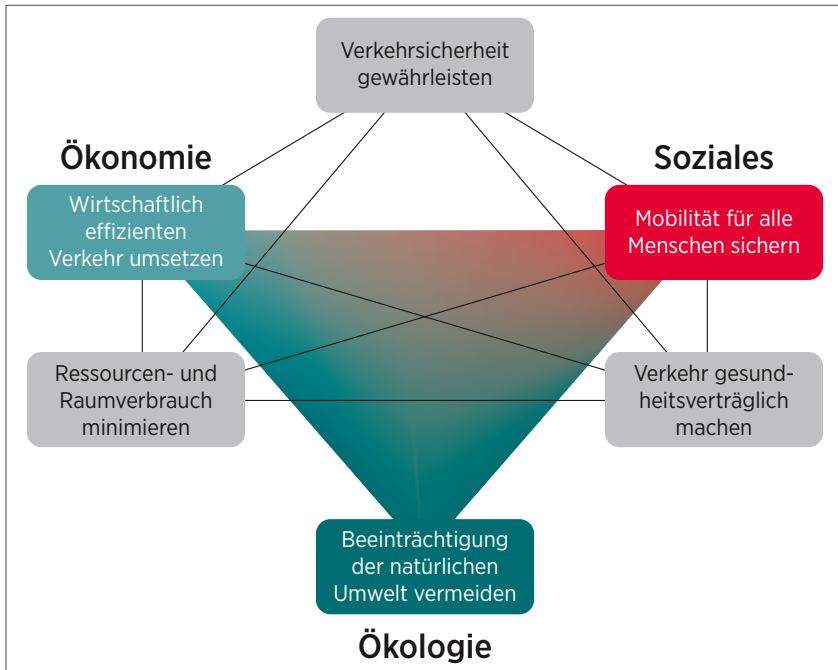 Verkehrsicherheit
gewährleisten
Ökonomie
Soziales
Wirtschaftlich
effizienten
Verkehr umsetzen
Mobilität für alle
Menschen sichern
Ressourcen- und
Raumverbrauch
minimieren
Verkehr gesund-
heitsverträglich
machen
Beeinträchtigung
der natürlichen
Umwelt vermeiden
Ökologie